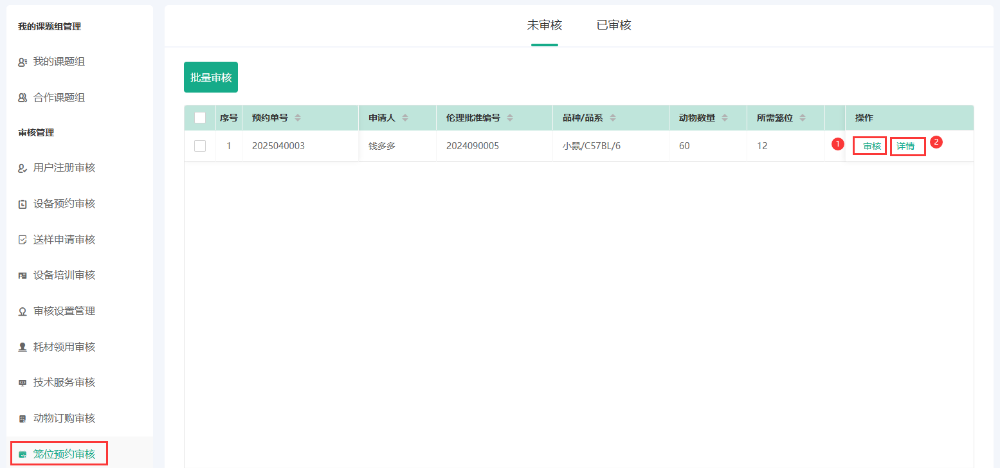 我的课题组管理
我的课题组
合作课题组
审核管理
用户注册审核
设备预约审核
送样申请审核
设备培训审核
审核设置管理
耗材领用审核
技术服务审核
动物订购审核
笼位预约审核
未审核 已审核
批量审核
序号 预约单号 申请人 伦理批准编号 品种/品系 动物数量 所需笼位 操作
1 2025040003 钱多多 2024090005 小鼠/C57BL/6 60 12 1 审核 详情 2